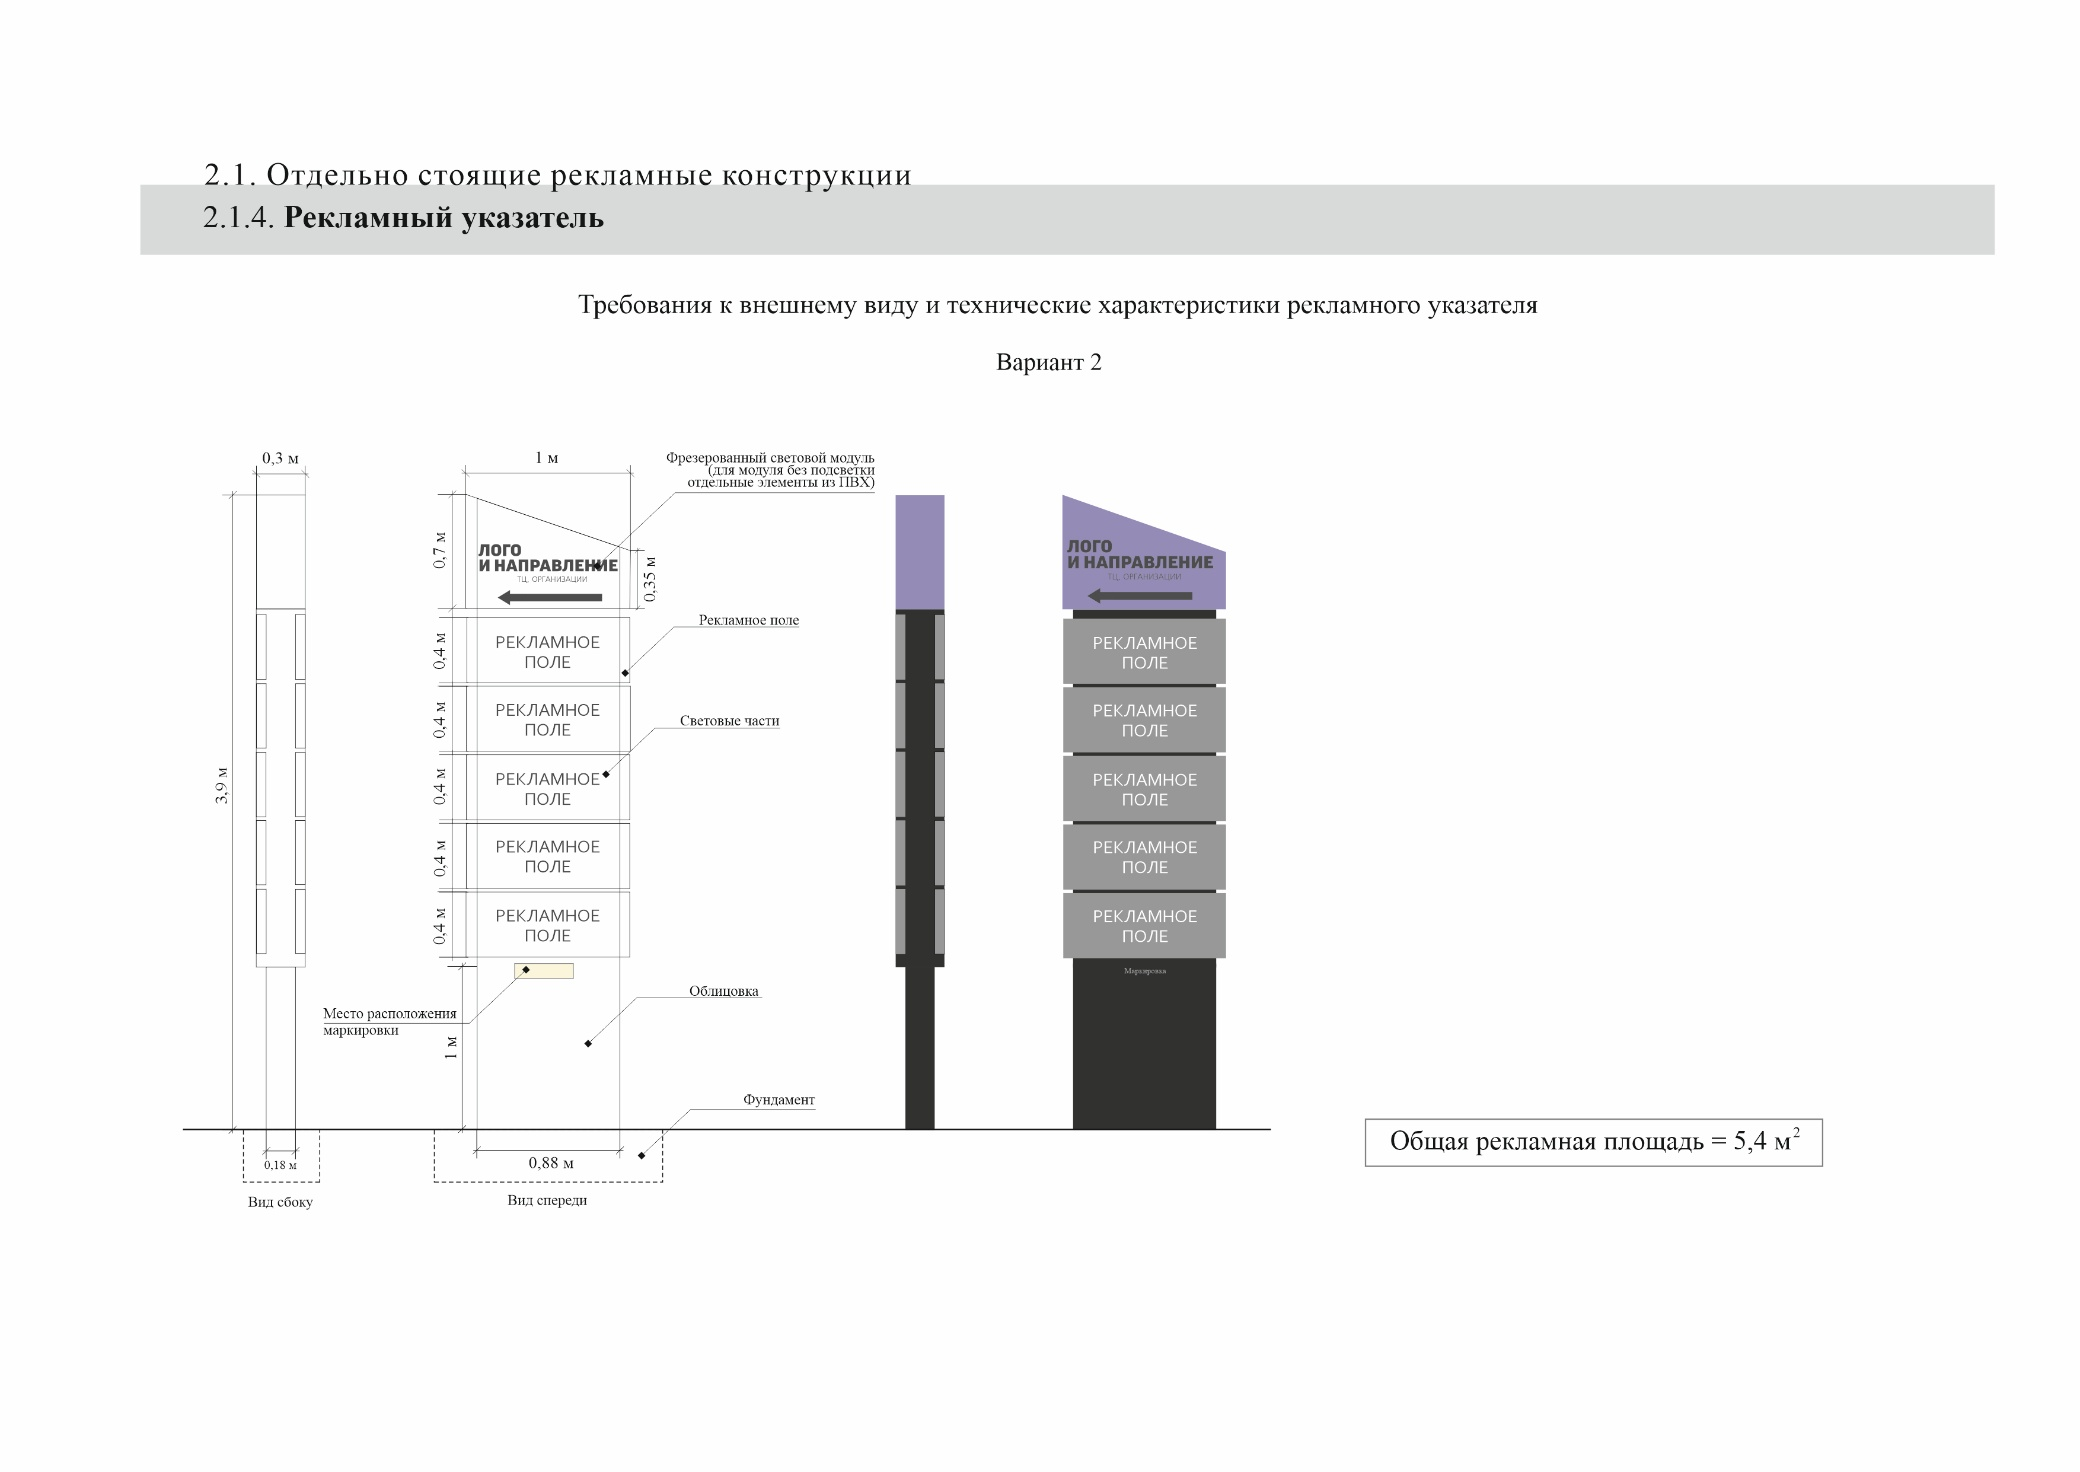 2.1. Отдельно стоящие рекламные конструкции
2.1.4. Рекламный указатель
Требования к внешнему виду и технические характеристики рекламного указателя
Вариант 2
0,3 м
1 м
Фрезерованный световой модуль
(для модуля без подсветки
отдельные элементы из ПВХ)
0,7 м
ЛОГО
И НАПРАВЛЕНИЕ
ТЦ, ОРГАНИЗАЦИИ
0,35 м
ЛОГО
И НАПРАВЛЕНИЕ
ТЦ, ОРГАНИЗАЦИИ
Рекламное поле
0,4 м
РЕКЛАМНОЕ
ПОЛЕ
РЕКЛАМНОЕ
ПОЛЕ
0,4 м
РЕКЛАМНОЕ
ПОЛЕ
Световые части
РЕКЛАМНОЕ
ПОЛЕ
3,9 м
0,4 м
РЕКЛАМНОЕ
ПОЛЕ
РЕКЛАМНОЕ
ПОЛЕ
0,4 м
РЕКЛАМНОЕ
ПОЛЕ
РЕКЛАМНОЕ
ПОЛЕ
0,4 м
РЕКЛАМНОЕ
ПОЛЕ
РЕКЛАМНОЕ
ПОЛЕ
Маркировка
Облицовка
Место расположения
маркировки
1 м
Фундамент
0,18 м
0,88 м
Вид сбоку
Вид спереди
Общая рекламная площадь = 5,4 м²